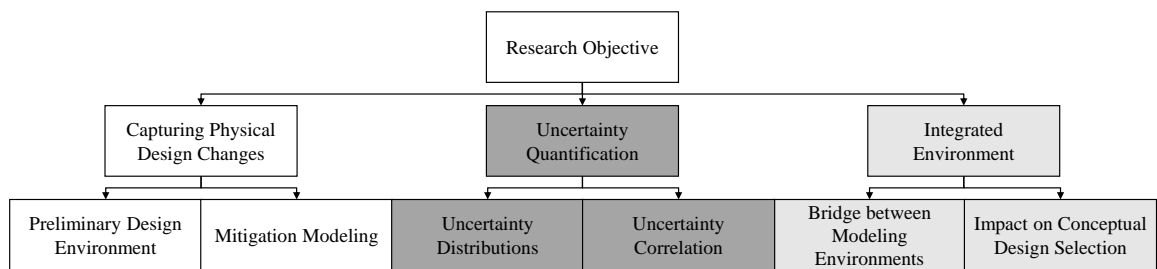 Research Objective
Capturing Physical
Design Changes
Uncertainty
Quantification
Integrated
Environment
Preliminary Design
Environment
Mitigation Modeling
Uncertainty
Distributions
Uncertainty
Correlation
Bridge between
Modeling
Environments
Impact on Conceptual
Design Selection